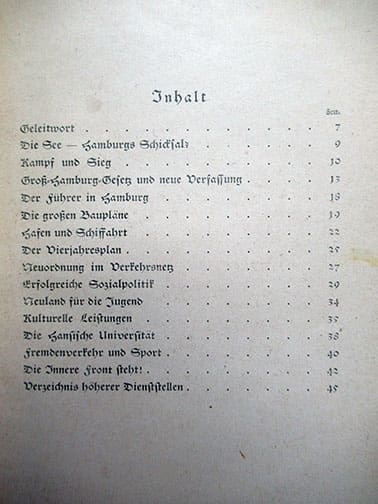 Inhalt
Seite
Geleitwort . . . . . . . . . . 7
Die See — Hamburgs Schicksal . . . . . . 9
Kampf und Sieg . . . . . . . . 10
Groß-Hamburg-Gesetz und neue Verfassung . . . . 13
Der Führer in Hamburg . . . . . . . 18
Die großen Baupläne . . . . . . . 19
Hafen und Schiffahrt . . . . . . . 22
Der Vierjahresplan . . . . . . . . 25
Neuordnung im Verkehrsnetz . . . . . . 27
Erfolgreiche Sozialpolitik . . . . . . 29
Neuland für die Jugend . . . . . . . 34
Kulturelle Leistungen . . . . . . . 35
Die Hansische Universität . . . . . . 38
Fremdenverkehr und Sport . . . . . . . 40
Die Innere Front steht! . . . . . . . 42
Verzeichnis höherer Dienststellen . . . . . . 45